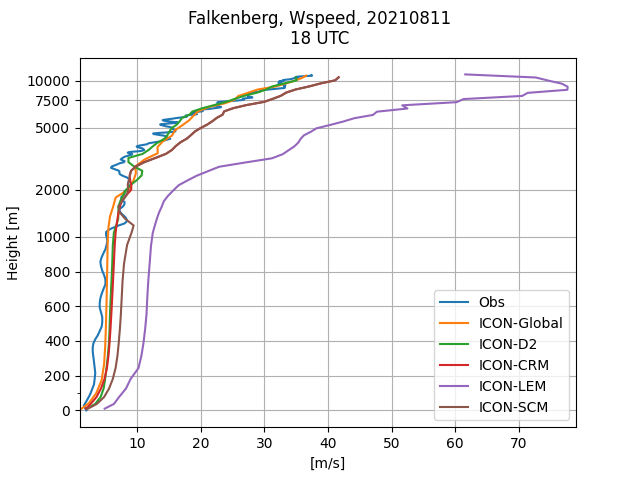 Falkenberg, Wspeed, 20210811
18 UTC
10000
7500
5000
2000
1000
800
600
400
200
0
Height [m]
10
20
30
40
50
60
70
[m/s]
Obs
ICON-Global
ICON-D2
ICON-CRM
ICON-LEM
ICON-SCM